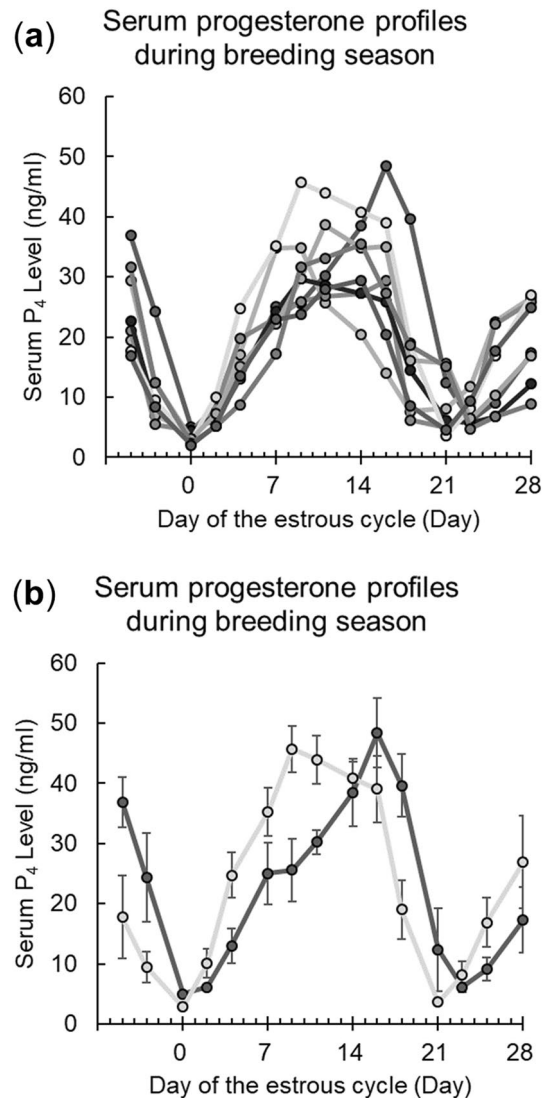 (a) Serum progesterone profiles
during breeding season
60
50
40
30
20
10
0
Serum P4 Level (ng/ml)
0 7 14 21 28
Day of the estrous cycle (Day)
(b) Serum progesterone profiles
during breeding season
60
50
40
30
20
10
0
Serum P4 Level (ng/ml)
0 7 14 21 28
Day of the estrous cycle (Day)